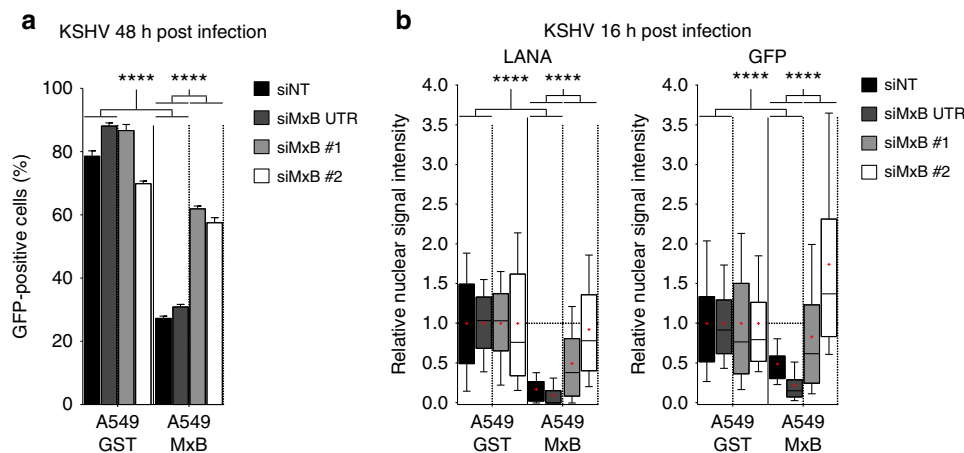 a
KSHV 48 h post infection
**** ****
100
80
60
40
20
0
GFP-positive cells (%)
A549
GST
A549
MxB
siNT
siMxB UTR
siMxB #1
siMxB #2
b
KSHV 16 h post infection
LANA
**** ****
4.0
3.5
3.0
2.5
2.0
1.5
1.0
0.5
0.0
Relative nuclear signal intensity
A549
GST
A549
MxB
GFP
**** ****
4.0
3.5
3.0
2.5
2.0
1.5
1.0
0.5
0.0
Relative nuclear signal intensity
A549
GST
A549
MxB
siNT
siMxB UTR
siMxB #1
siMxB #2